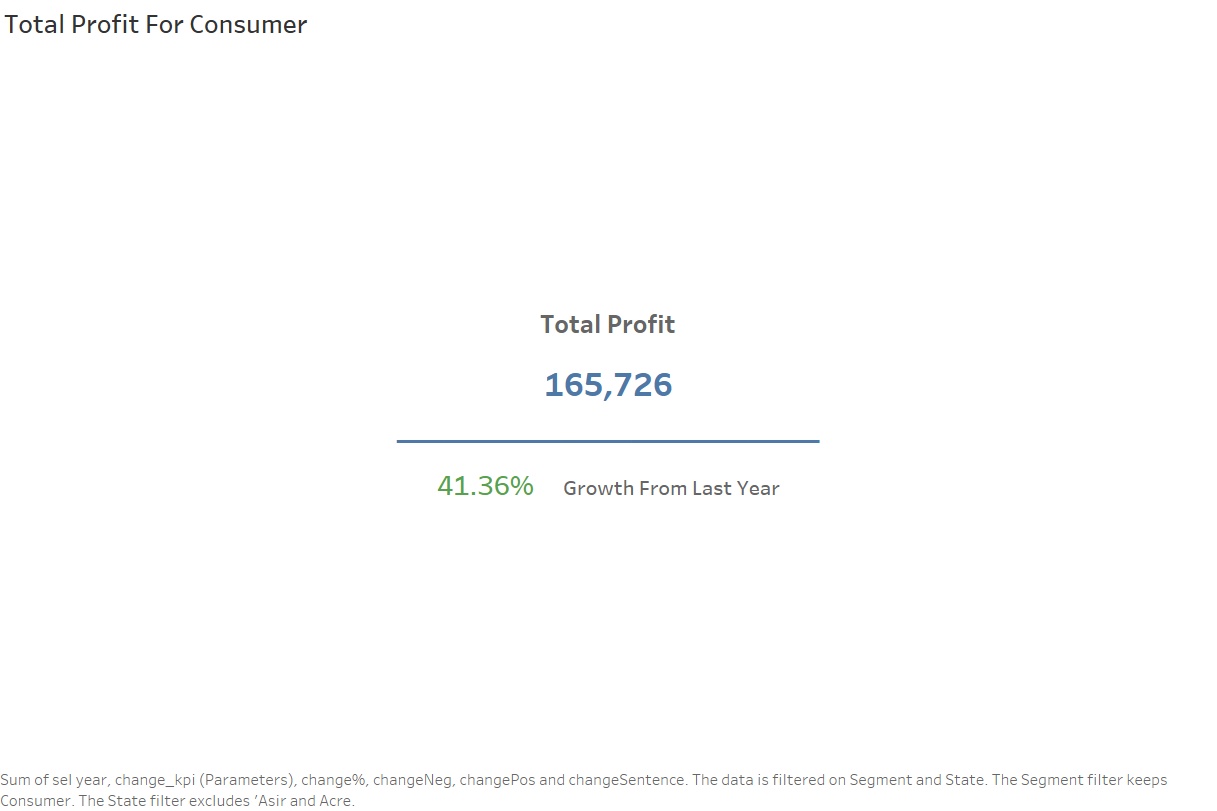 Total Profit For Consumer
Total Profit
165,726
41.36% Growth From Last Year
Sum of sel year, change_kpi (Parameters), change%, changeNeg, changePos and changeSentence. The data is filtered on Segment and State. The Segment filter keeps
Consumer. The State filter excludes ‘Asir and Acre.